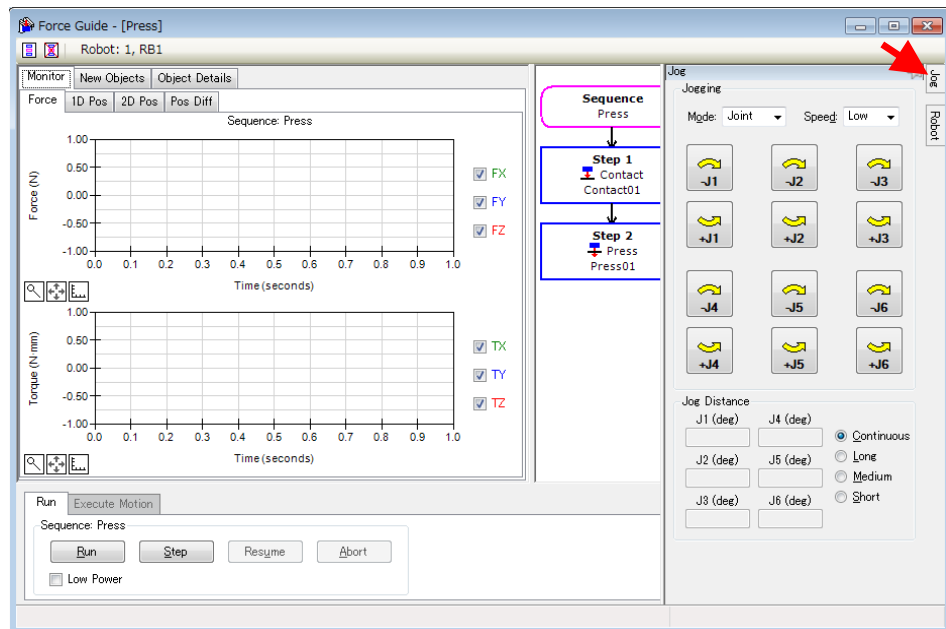 Force Guide - [Press]
Robot: 1, RB1
Monitor New Objects Object Details
Force 1D Pos 2D Pos Pos Diff
Sequence: Press
1.00
0.50
0.00
-0.50
-1.00
Force (N)
0.0 0.1 0.2 0.3 0.4 0.5 0.6 0.7 0.8 0.9 1.0
Time (seconds)
FX
FY
FZ
1.00
0.50
0.00
-0.50
-1.00
Torque (N·mm)
0.0 0.1 0.2 0.3 0.4 0.5 0.6 0.7 0.8 0.9 1.0
Time (seconds)
TX
TY
TZ
Sequence
Press
Step 1
Contact
Contact01
Step 2
Press
Press01
Jog
Jogging
Mode: Joint Speed: Low
-J1 -J2 -J3
+J1 +J2 +J3
-J4 -J5 -J6
+J4 +J5 +J6
Jog Distance
J1 (deg) J4 (deg)
J2 (deg) J5 (deg)
J3 (deg) J6 (deg)
Continuous
Long
Medium
Short
Jog
Robot
Run Execute Motion
Sequence: Press
Run Step Resume Abort
Low Power